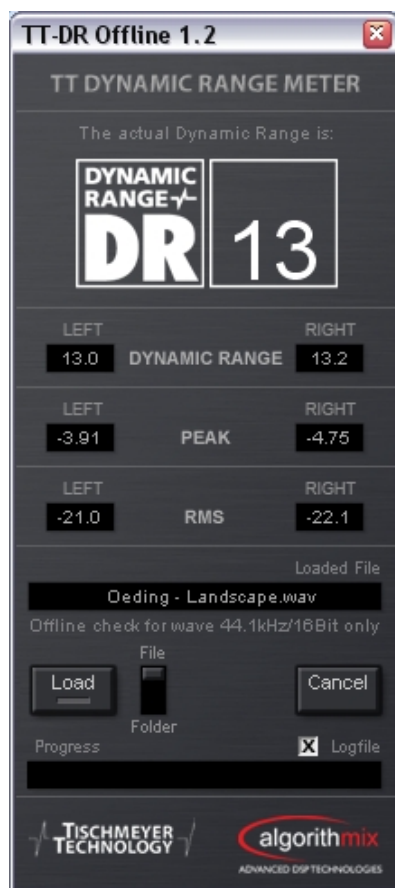 TT-DR Offline 1.2
TT DYNAMIC RANGE METER
The actual Dynamic Range is:
DYNAMIC
RANGE
DR 13
LEFT RIGHT
13.0 DYNAMIC RANGE 13.2
LEFT RIGHT
-3.91 PEAK -4.75
LEFT RIGHT
-21.0 RMS -22.1
Loaded File
Oeding - Landscape.wav
Offline check for wave 44.1kHz/16Bit only
File
Load Cancel
Folder
Progress X Logfile
TISCHMEYER
TECHNOLOGY
algorithmix
ADVANCED DSP TECHNOLOGIES